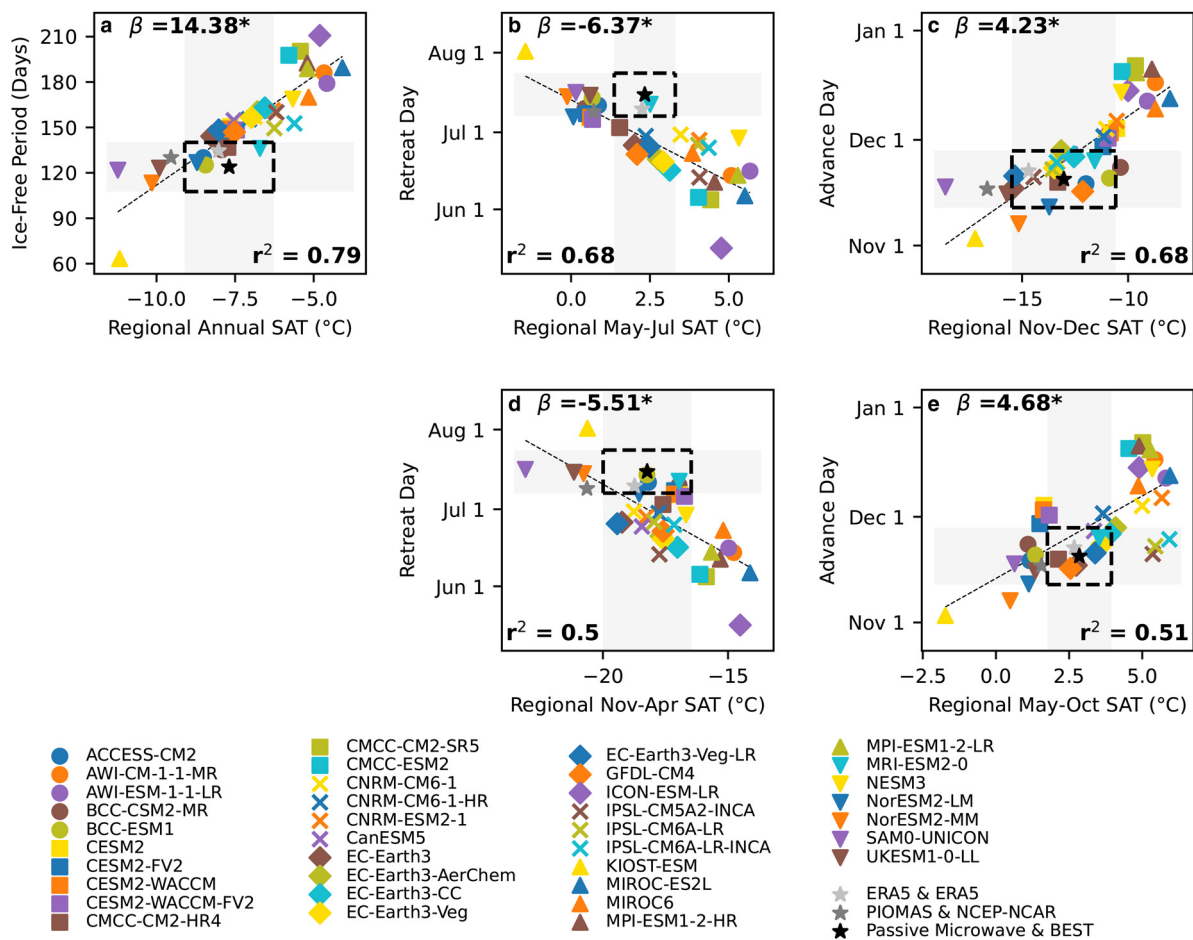 a β =14.38*
210
180
150
120
90
60
Ice-Free Period (Days)
r² = 0.79
−10.0 −7.5 −5.0
Regional Annual SAT (°C)
b β =-6.37*
Aug 1
Jul 1
Jun 1
Retreat Day
r² = 0.68
0.0 2.5 5.0
Regional May-Jul SAT (°C)
c β =4.23*
Jan 1
Dec 1
Nov 1
Advance Day
r² = 0.68
−15 −10
Regional Nov-Dec SAT (°C)
d β =-5.51*
Aug 1
Jul 1
Jun 1
Retreat Day
r² = 0.5
−20 −15
Regional Nov-Apr SAT (°C)
e β =4.68*
Jan 1
Dec 1
Nov 1
Advance Day
r² = 0.51
−2.5 0.0 2.5 5.0
Regional May-Oct SAT (°C)
ACCESS-CM2
AWI-CM-1-1-MR
AWI-ESM-1-1-LR
BCC-CSM2-MR
BCC-ESM1
CESM2
CESM2-FV2
CESM2-WACCM
CESM2-WACCM-FV2
CMCC-CM2-HR4
CMCC-CM2-SR5
CMCC-ESM2
CNRM-CM6-1
CNRM-CM6-1-HR
CNRM-ESM2-1
CanESM5
EC-Earth3
EC-Earth3-AerChem
EC-Earth3-CC
EC-Earth3-Veg
EC-Earth3-Veg-LR
GFDL-CM4
ICON-ESM-LR
IPSL-CM5A2-INCA
IPSL-CM6A-LR
IPSL-CM6A-LR-INCA
KIOST-ESM
MIROC-ES2L
MIROC6
MPI-ESM1-2-HR
MPI-ESM1-2-LR
MRI-ESM2-0
NESM3
NorESM2-LM
NorESM2-MM
SAM0-UNICON
UKESM1-0-LL
ERA5 & ERA5
PIOMAS & NCEP-NCAR
Passive Microwave & BEST